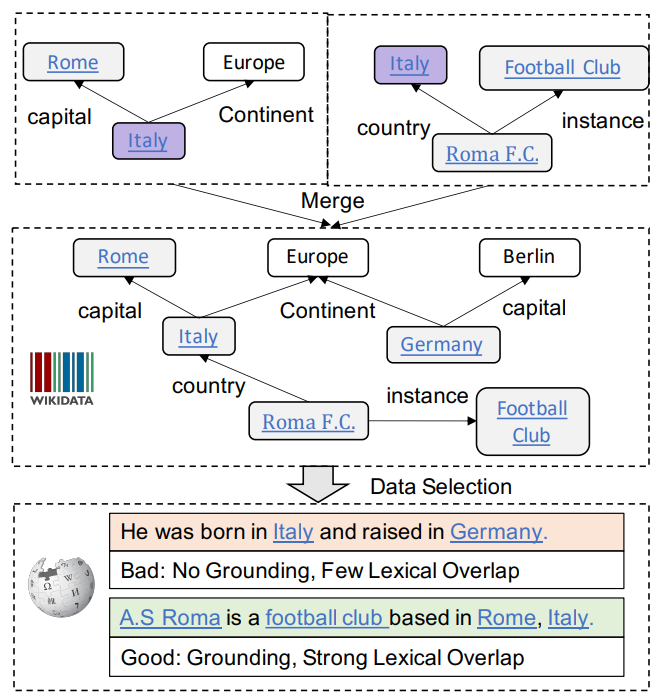 Rome
Europe
capital
Continent
Italy
Italy
Football Club
country
instance
Roma F.C.
Merge
Rome
Europe
Berlin
capital
Continent
capital
Italy
Germany
WIKIDATA
country
instance
Roma F.C.
Football
Club
Data Selection
He was born in Italy and raised in Germany.
Bad: No Grounding, Few Lexical Overlap
A.S Roma is a football club based in Rome, Italy.
Good: Grounding, Strong Lexical Overlap